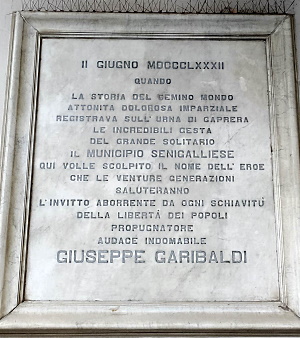 II GIUGNO MDCCCLXXXII
QUANDO
LA STORIA DEL GEMINO MONDO
ATTONITA DOLOROSA IMPARZIALE
REGISTRAVA SULL'URNA DI CAPRERA
LE INCREDIBILI GESTA
DEL GRANDE SOLITARIO
IL MUNICIPIO SENIGALLIESE
QUI VOLLE SCOLPITO IL NOME DELL'EROE
CHE LE VENTURE GENERAZIONI
SALUTERANNO
L'INVITTO ABORRENTE DA OGNI SCHIAVITÚ
DELLA LIBERTÁ DEI POPOLI
PROPUGNATORE
AUDACE INDOMABILE
GIUSEPPE GARIBALDI